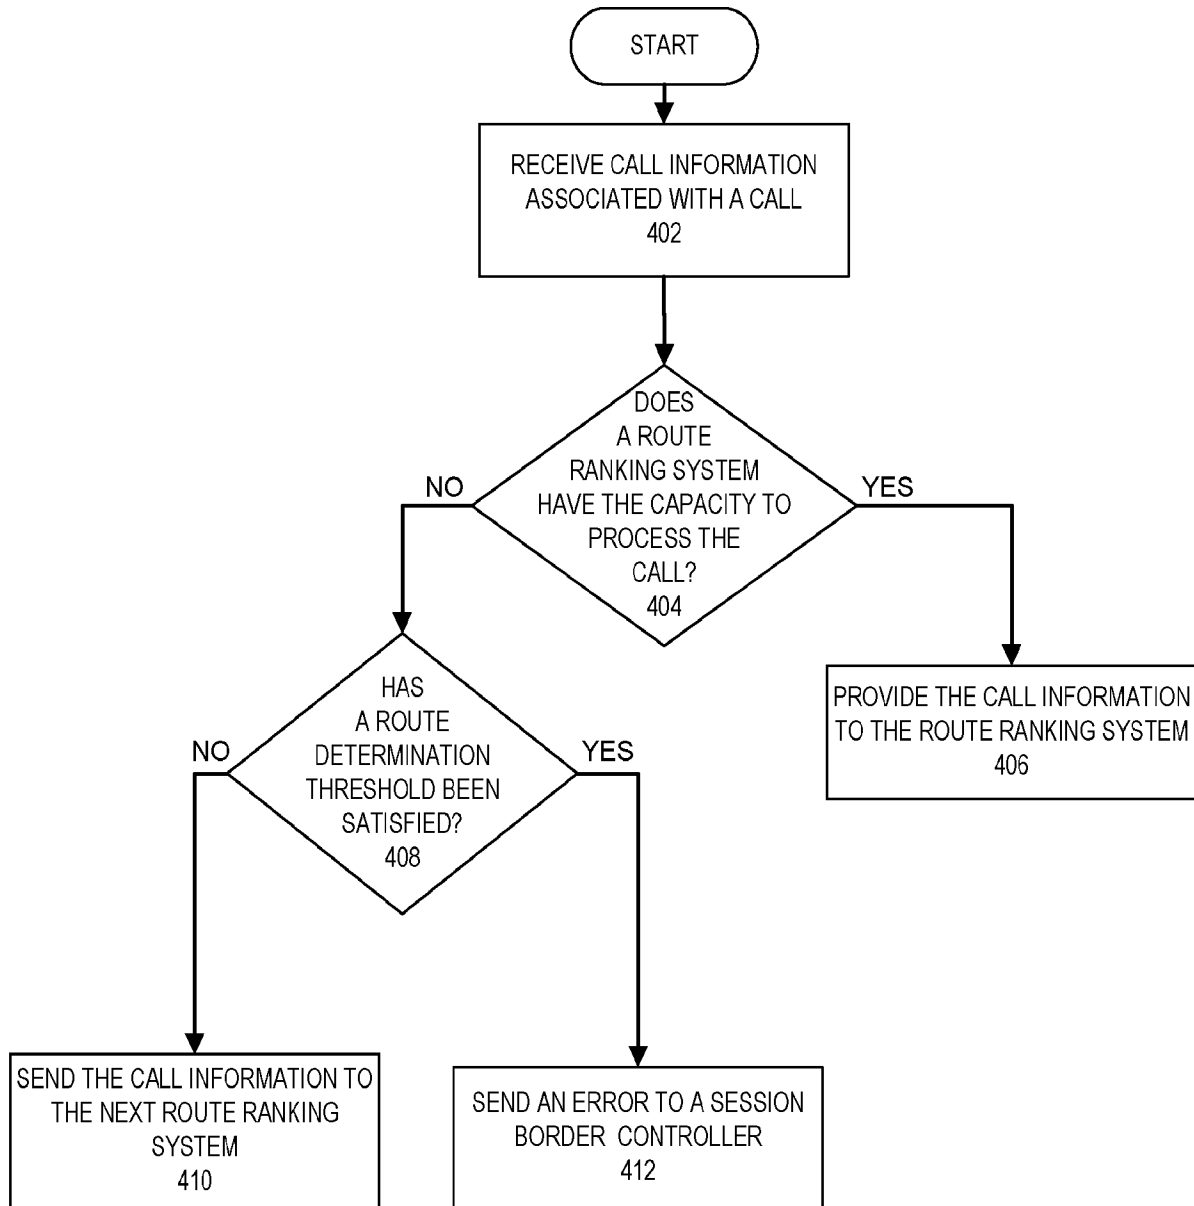 START
RECEIVE CALL INFORMATION
ASSOCIATED WITH A CALL
402
DOES
A ROUTE
RANKING SYSTEM
HAVE THE CAPACITY TO
PROCESS THE
CALL?
404
NO
YES
PROVIDE THE CALL INFORMATION
TO THE ROUTE RANKING SYSTEM
406
HAS
A ROUTE
DETERMINATION
THRESHOLD BEEN
SATISFIED?
408
NO
YES
SEND THE CALL INFORMATION TO
THE NEXT ROUTE RANKING
SYSTEM
410
SEND AN ERROR TO A SESSION
BORDER CONTROLLER
412